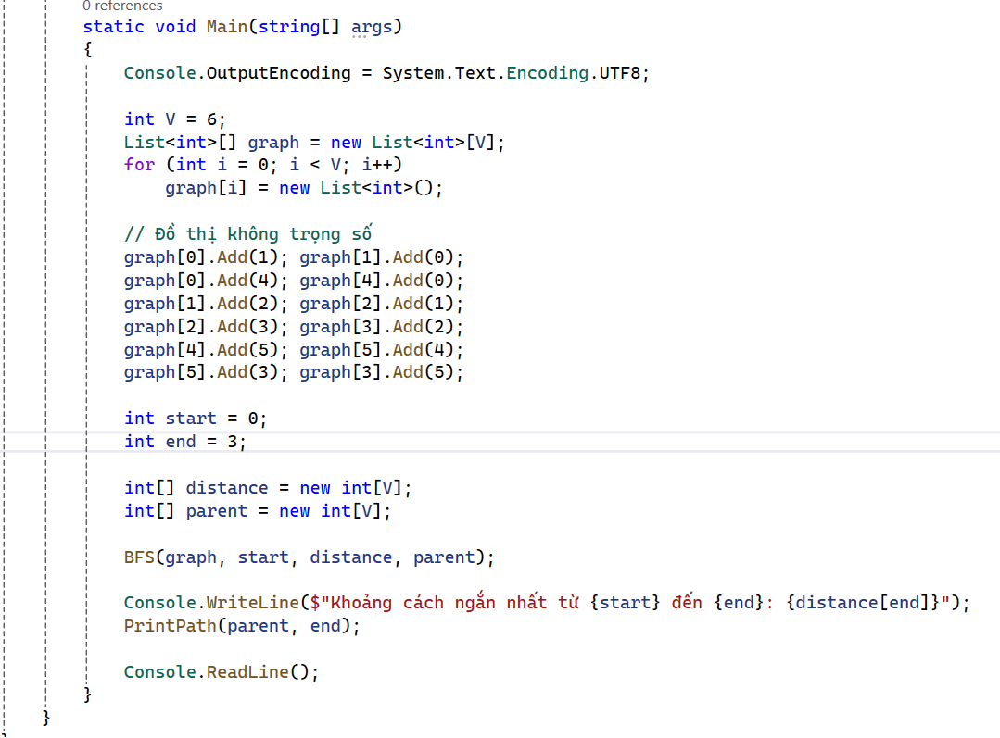 0 references
static void Main(string[] args)
{
    Console.OutputEncoding = System.Text.Encoding.UTF8;

    int V = 6;
    List<int>[] graph = new List<int>[V];
    for (int i = 0; i < V; i++)
        graph[i] = new List<int>();

    // Đồ thị không trọng số
    graph[0].Add(1); graph[1].Add(0);
    graph[0].Add(4); graph[4].Add(0);
    graph[1].Add(2); graph[2].Add(1);
    graph[2].Add(3); graph[3].Add(2);
    graph[4].Add(5); graph[5].Add(4);
    graph[5].Add(3); graph[3].Add(5);

    int start = 0;
    int end = 3;

    int[] distance = new int[V];
    int[] parent = new int[V];

    BFS(graph, start, distance, parent);

    Console.WriteLine($"Khoảng cách ngắn nhất từ {start} đến {end}: {distance[end]}");
    PrintPath(parent, end);

    Console.ReadLine();
}
}